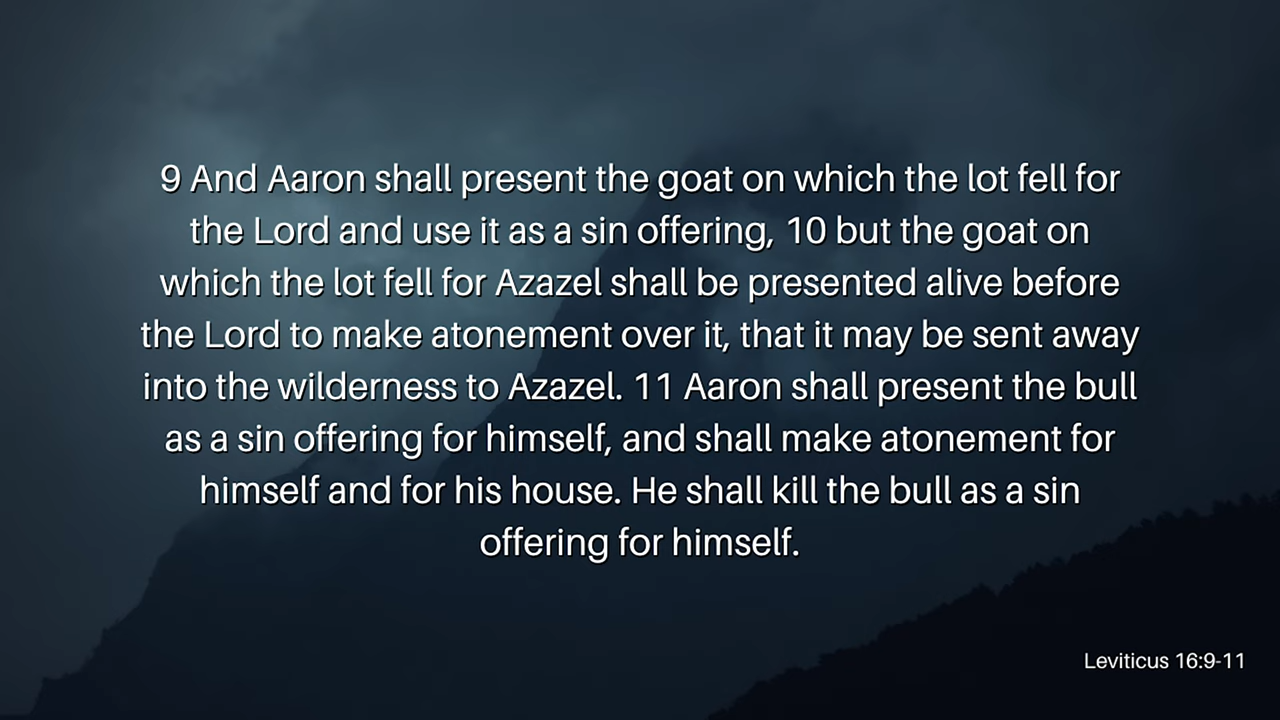 9 And Aaron shall present the goat on which the lot fell for
the Lord and use it as a sin offering, 10 but the goat on
which the lot fell for Azazel shall be presented alive before
the Lord to make atonement over it, that it may be sent away
into the wilderness to Azazel. 11 Aaron shall present the bull
as a sin offering for himself, and shall make atonement for
himself and for his house. He shall kill the bull as a sin
offering for himself.
Leviticus 16:9-11